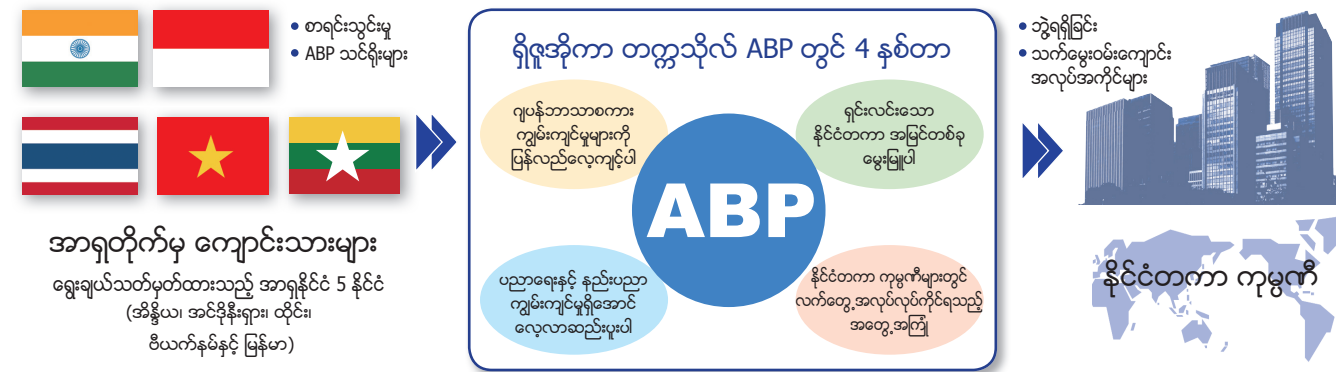 • စာရင်းသွင်းမှု
• ABP သင်ရိုးများ
အာရှတိုက်မှ ကျောင်းသားများ
ရွေးချယ်သတ်မှတ်ထားသည့် အာရှနိုင်ငံ 5 နိုင်ငံ
(အိန္ဒိယ၊ အင်ဒိုနီးရှား၊ ထိုင်း၊
ဗီယက်နမ်နှင့် မြန်မာ)
ရှိဇူအိုကာ တက္ကသိုလ် ABP တွင် 4 နှစ်တာ
ဂျပန်ဘာသာစကား
ကျွမ်းကျင်မှုများကို
ပြန်လည်လေ့ကျင့်ပါ
ရှင်းလင်းသော
နိုင်ငံတကာ အမြင်တစ်ခု
မွေးမြူပါ
ABP
ပညာရေးနှင့် နည်းပညာ
ကျွမ်းကျင်မှုရှိအောင်
လေ့လာဆည်းပူးပါ
နိုင်ငံတကာ ကုမ္ပဏီများတွင်
လက်တွေ့ အလုပ်လုပ်ကိုင်ရသည့်
အတွေ့အကြုံ
• ဘွဲ့ရရှိခြင်း
• သက်မွေးဝမ်းကျောင်း
အလုပ်အကိုင်များ
နိုင်ငံတကာ ကုမ္ပဏီ